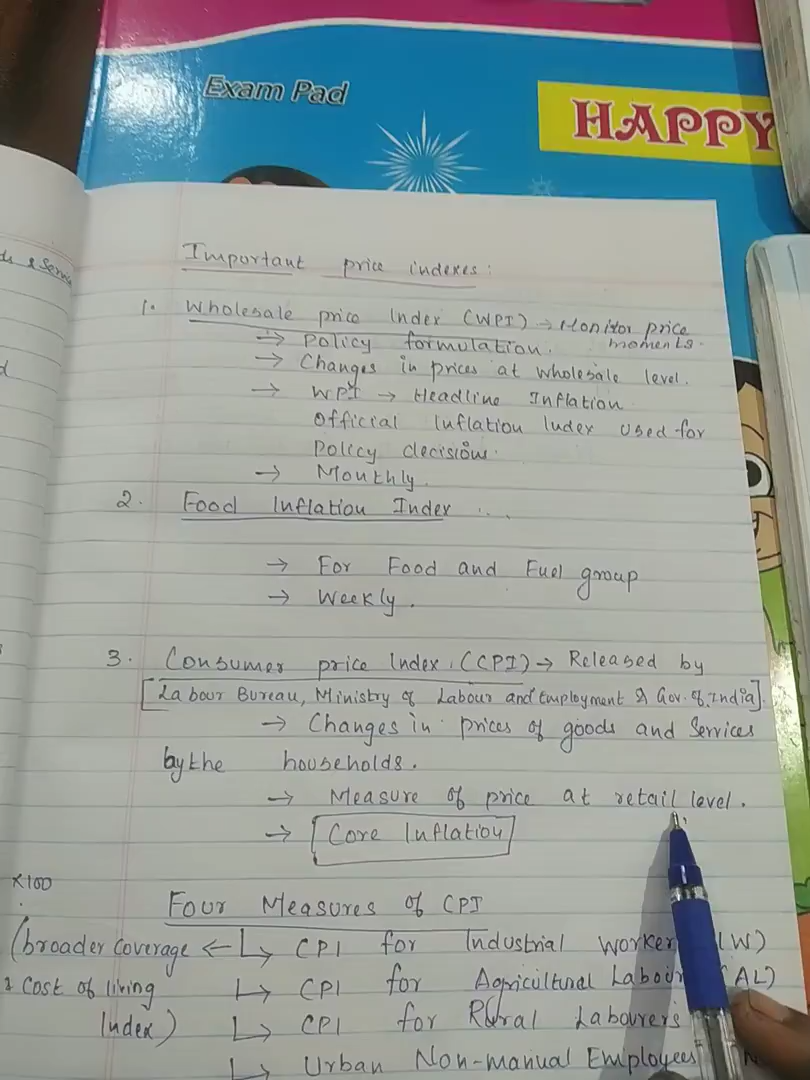 Exam Pad
HAPPY
Important price indexes:
1. Wholesale price Index (WPI) → Monitor price
moments.
→ Policy formulation.
→ Changes in prices at wholesale level.
→ WPI → Headline Inflation
Official Inflation Index used for
Policy decisions.
→ Monthly.
2. Food Inflation Index ...
→ For Food and Fuel group
→ Weekly.
3. Consumer price Index (CPI) → Released by
[Labour Bureau, Ministry of Labour and Employment & Gov. of India].
→ Changes in prices of goods and Services
by the households.
→ Measure of price at retail level.
→ Core Inflation
x100
Four Measures of CPI
(broader coverage ← ↳ CPI for Industrial Worker (IW)
& cost of living ↳ CPI for Agricultural Labour (AL)
Index) ↳ CPI for Rural Labourers
↳ Urban Non-manual Employees